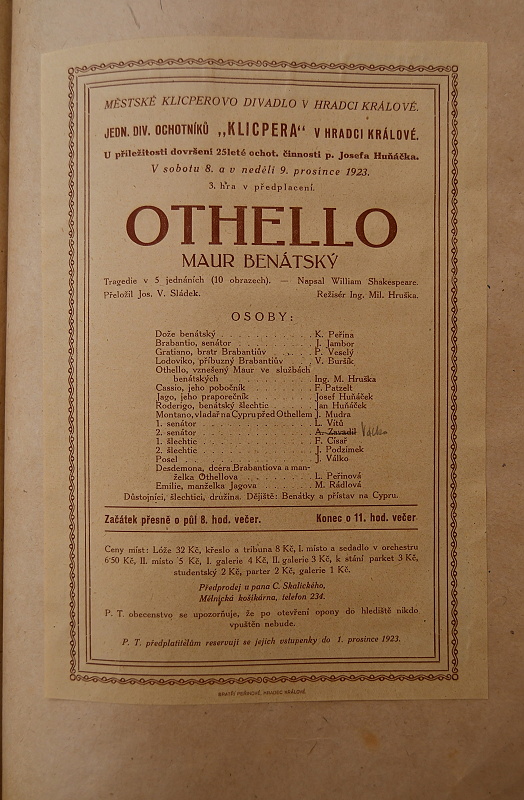 MĚSTSKÉ KLICPEROVO DIVADLO V HRADCI KRÁLOVÉ.
JEDN. DIV. OCHOTNÍKŮ „KLICPERA“ V HRADCI KRÁLOVÉ.
U příležitosti dovršení 25leté ochot. činnosti p. Josefa Huňáčka.
V sobotu 8. a v neděli 9. prosince 1923.
3. hra v předplacení.
OTHELLO
MAUR BENÁTSKÝ
Tragedie v 5 jednáních (10 obrazech). — Napsal William Shakespeare.
Přeložil Jos. V. Sládek. Režisér Ing. Mil. Hruška.
OSOBY:
Dože benátský . . . . . . . . . . K. Peřina
Brabantio, senátor . . . . . . . . J. Jambor
Gratiano, bratr Brabantiův . . . . P. Veselý
Lodoviko, příbuzný Brabantiův . . V. Buršík
Othello, vznešený Maur ve službách
benátských . . . . . . . . . Ing. M. Hruška
Cassio, jeho pobočník . . . . . . F. Patzelt
Jago, jeho praporečník . . . . . . Josef Huňáček
Roderigo, benátský šlechtic . . . . Jan Huňáček
Montano, vladař na Cypru před Othellem J. Mudra
1. senátor . . . . . . . . . . . . L. Vitů
2. senátor . . . . . . . . . . . . A. Zavadil Válko
1. šlechtic . . . . . . . . . . . . F. Císař
2. šlechtic . . . . . . . . . . . . J. Podzimek
Posel . . . . . . . . . . . . . . J. Válko
Desdemona, dcera Brabantiova a man-
želka Othellova . . . . . . . . L. Peřinová
Emilie, manželka Jagova . . . . . M. Rádlová
Důstojníci, šlechtici, družina. Dějiště: Benátky a přístav na Cypru.
Začátek přesně o půl 8. hod. večer. Konec o 11. hod. večer
Ceny míst: Lóže 32 Kč, křeslo a tribuna 8 Kč, I. místo a sedadlo v orchestru
6·50 Kč, II. místo 5 Kč, I. galerie 4 Kč, II. galerie 3 Kč, k stání parket 3 Kč,
studentský 2 Kč, parter 2 Kč, galerie 1 Kč.
Předprodej u pana C. Skalického,
Mělnická košikárna, telefon 234.
P. T. obecenstvo se upozorňuje, že po otevření opony do hlediště nikdo
vpuštěn nebude.
P. T. předplatitelům reservují se jejich vstupenky do 1. prosince 1923.
BRATŘI PEŘINOVÉ, HRADEC KRÁLOVÉ.